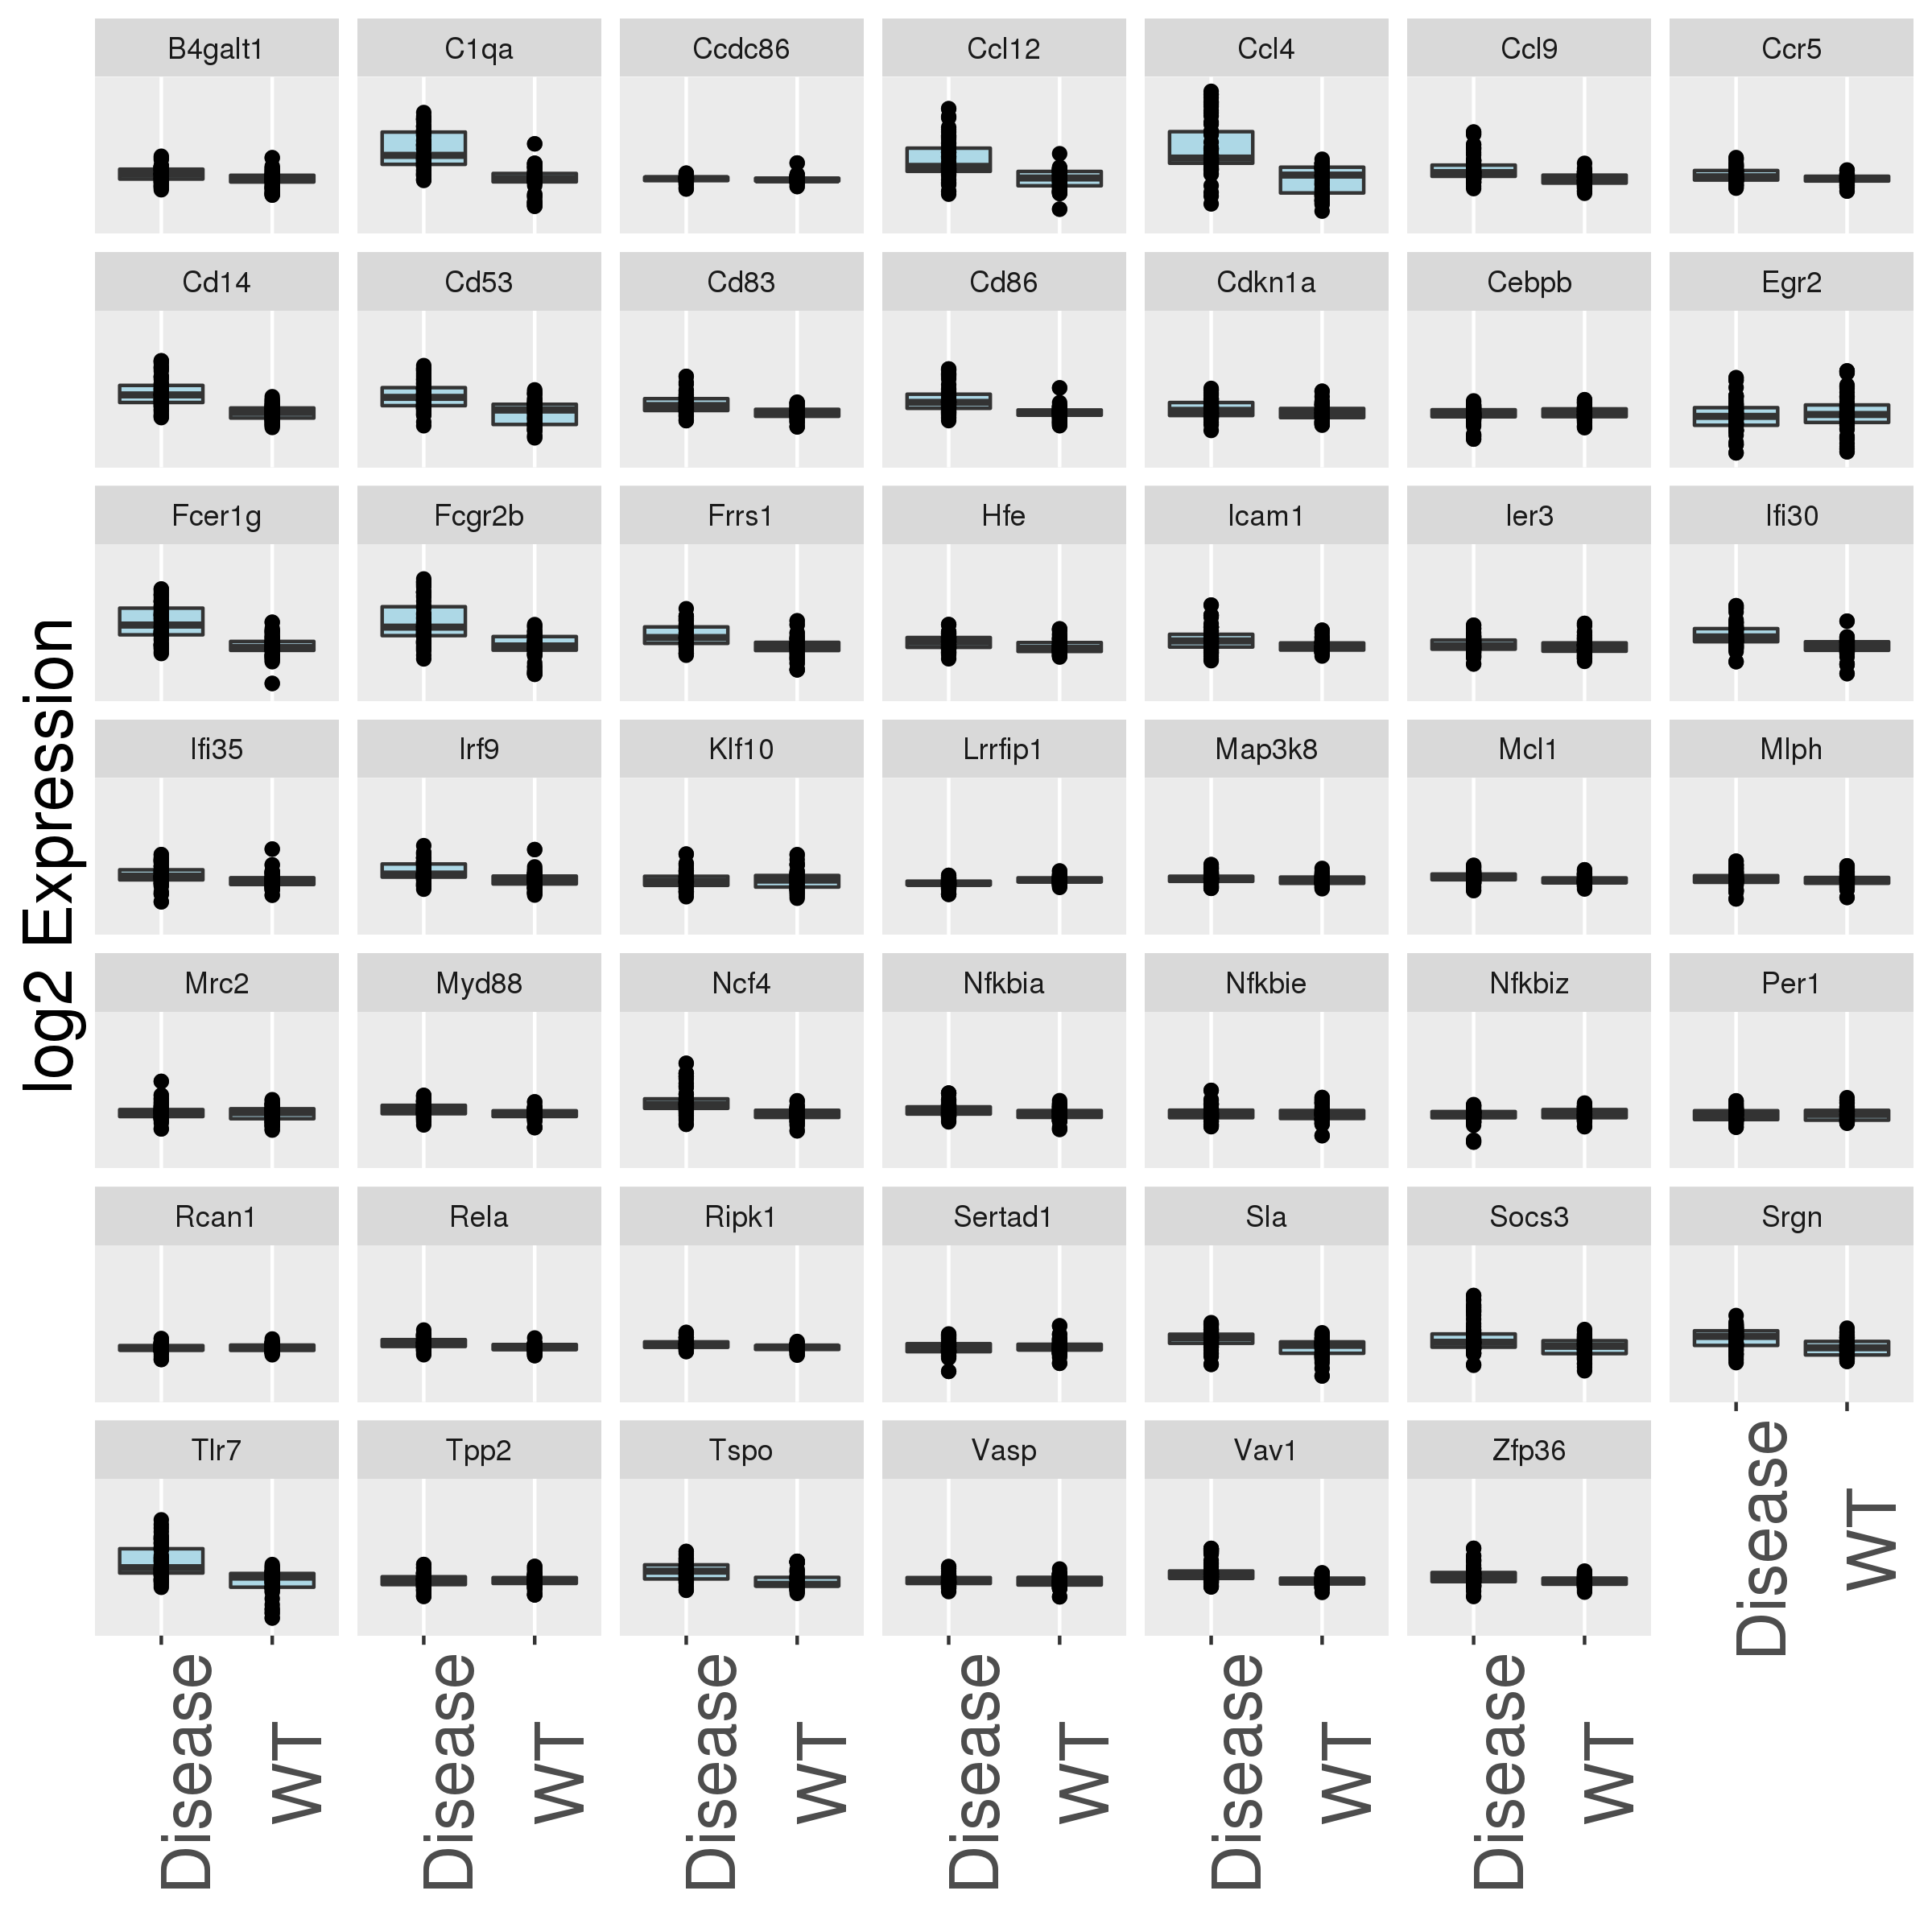 B4galt1 C1qa Ccdc86 Ccl12 Ccl4 Ccl9 Ccr5
Cd14 Cd53 Cd83 Cd86 Cdkn1a Cebpb Egr2
Fcer1g Fcgr2b Frrs1 Hfe Icam1 Ier3 Ifi30
Ifi35 Irf9 Klf10 Lrrfip1 Map3k8 Mcl1 Mlph
Mrc2 Myd88 Ncf4 Nfkbia Nfkbie Nfkbiz Per1
Rcan1 Rela Ripk1 Sertad1 Sla Socs3 Srgn
Tlr7 Tpp2 Tspo Vasp Vav1 Zfp36
log2 Expression
Disease WT
Disease WT Disease WT Disease WT Disease WT Disease WT Disease WT